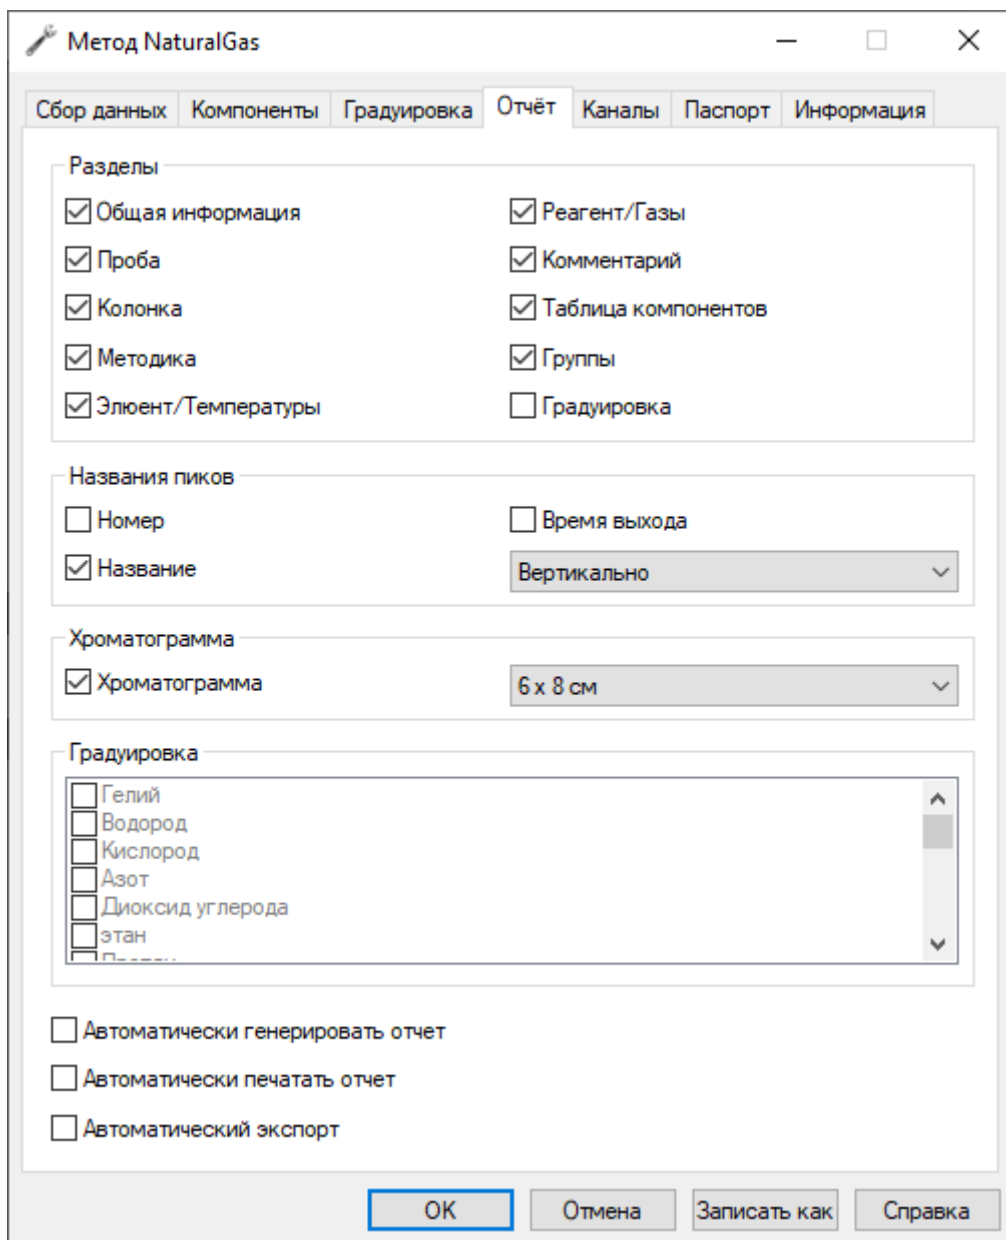 Метод NaturalGas
Сбор данных Компоненты Градуировка Отчёт Каналы Паспорт Информация
Разделы
Общая информация Реагент/Газы
Проба Комментарий
Колонка Таблица компонентов
Методика Группы
Элюент/Температуры Градуировка
Названия пиков
Номер Время выхода
Название Вертикально
Хроматограмма
Хроматограмма 6 x 8 см
Градуировка
Гелий
Водород
Кислород
Азот
Диоксид углерода
этан
Автоматически генерировать отчет
Автоматически печатать отчет
Автоматический экспорт
OK Отмена Записать как Справка